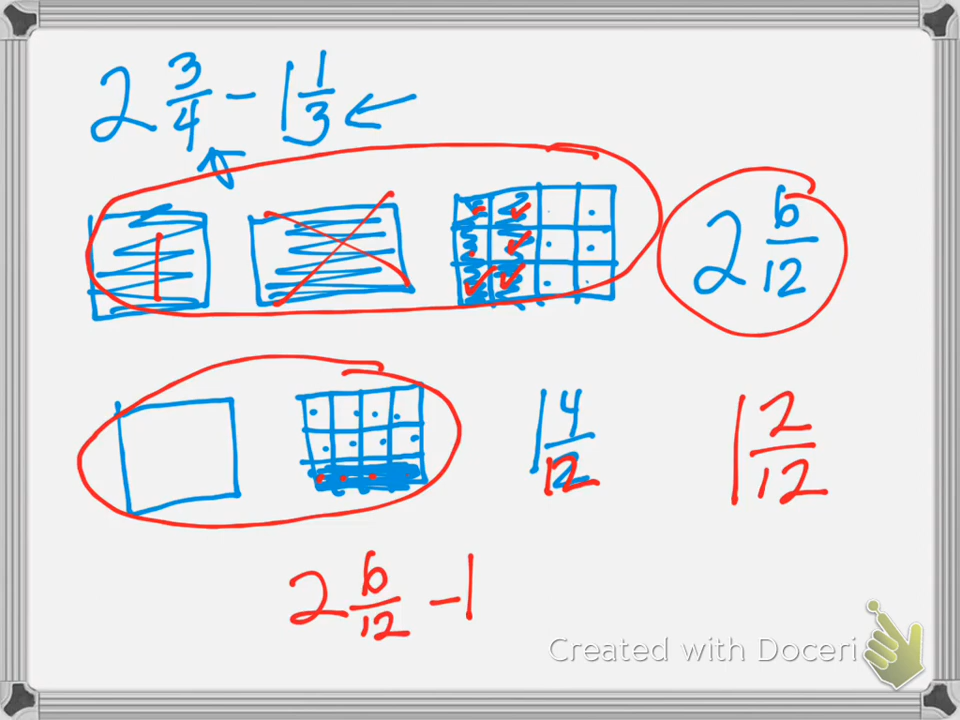 2 3/4 - 1 1/3
2 6/12
1 4/12
1 2/12
2 6/12 - 1
Created with Doceri